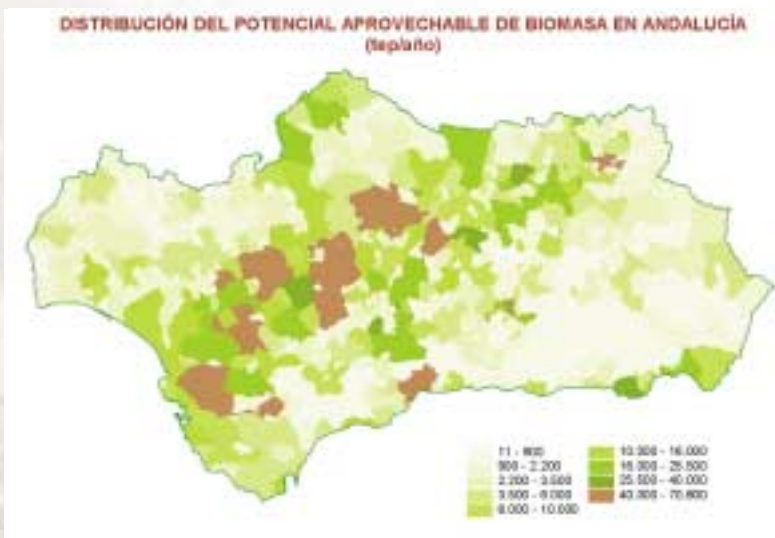 DISTRIBUCIÓN DEL POTENCIAL APROVECHABLE DE BIOMASA EN ANDALUCÍA
(tep/año)
11 - 900
900 - 2.200
2.200 - 3.500
3.500 - 6.000
6.000 - 10.000
10.000 - 16.000
16.000 - 25.500
25.500 - 40.000
40.000 - 70.800